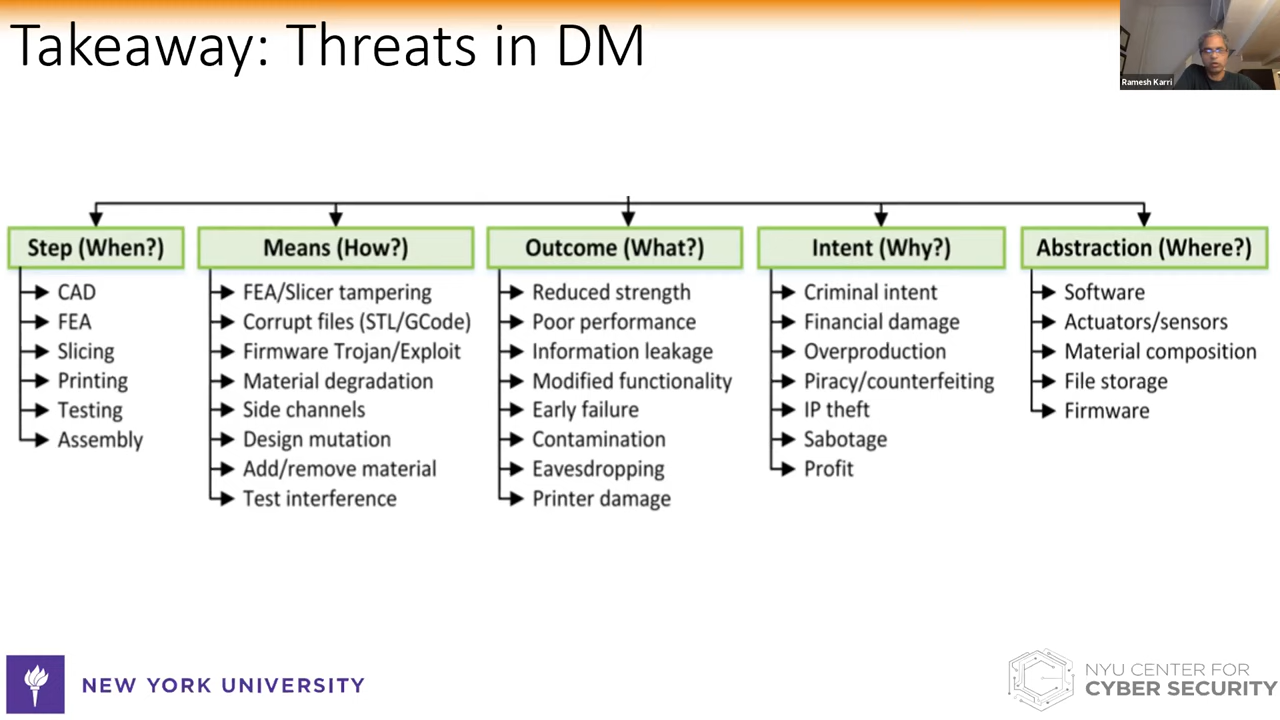 Takeaway: Threats in DM
Ramesh Karri
Step (When?)
CAD
FEA
Slicing
Printing
Testing
Assembly
Means (How?)
FEA/Slicer tampering
Corrupt files (STL/GCode)
Firmware Trojan/Exploit
Material degradation
Side channels
Design mutation
Add/remove material
Test interference
Outcome (What?)
Reduced strength
Poor performance
Information leakage
Modified functionality
Early failure
Contamination
Eavesdropping
Printer damage
Intent (Why?)
Criminal intent
Financial damage
Overproduction
Piracy/counterfeiting
IP theft
Sabotage
Profit
Abstraction (Where?)
Software
Actuators/sensors
Material composition
File storage
Firmware
NEW YORK UNIVERSITY
NYU CENTER FOR
CYBER SECURITY